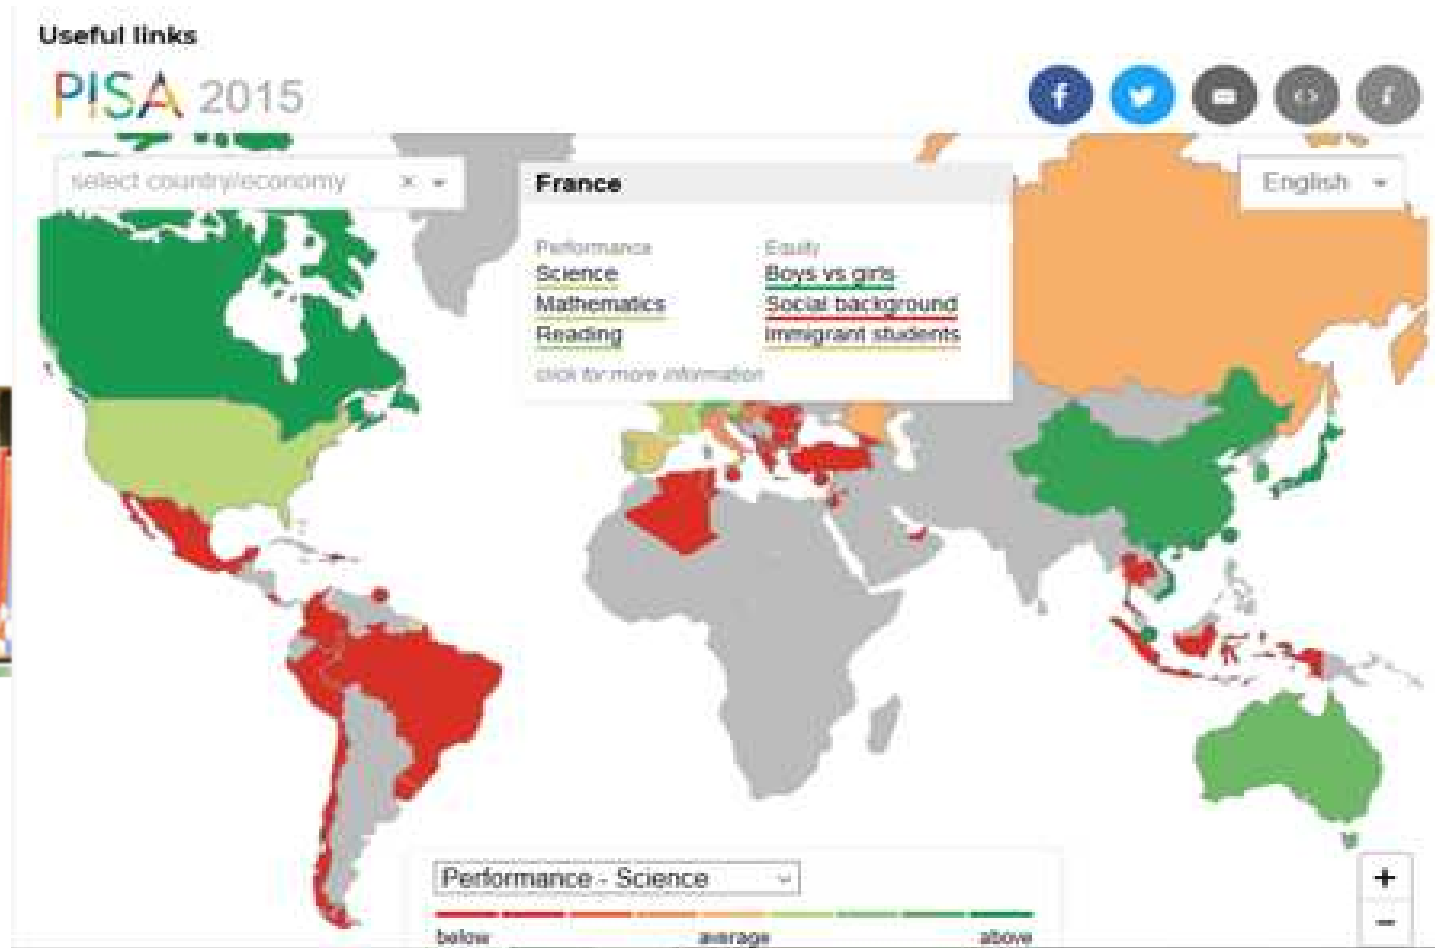 Useful links
PISA 2015
select country/economy
English
France
Performance Equity
Science Boys vs girls
Mathematics Social background
Reading Immigrant students
click for more information
Performance - Science
below average above